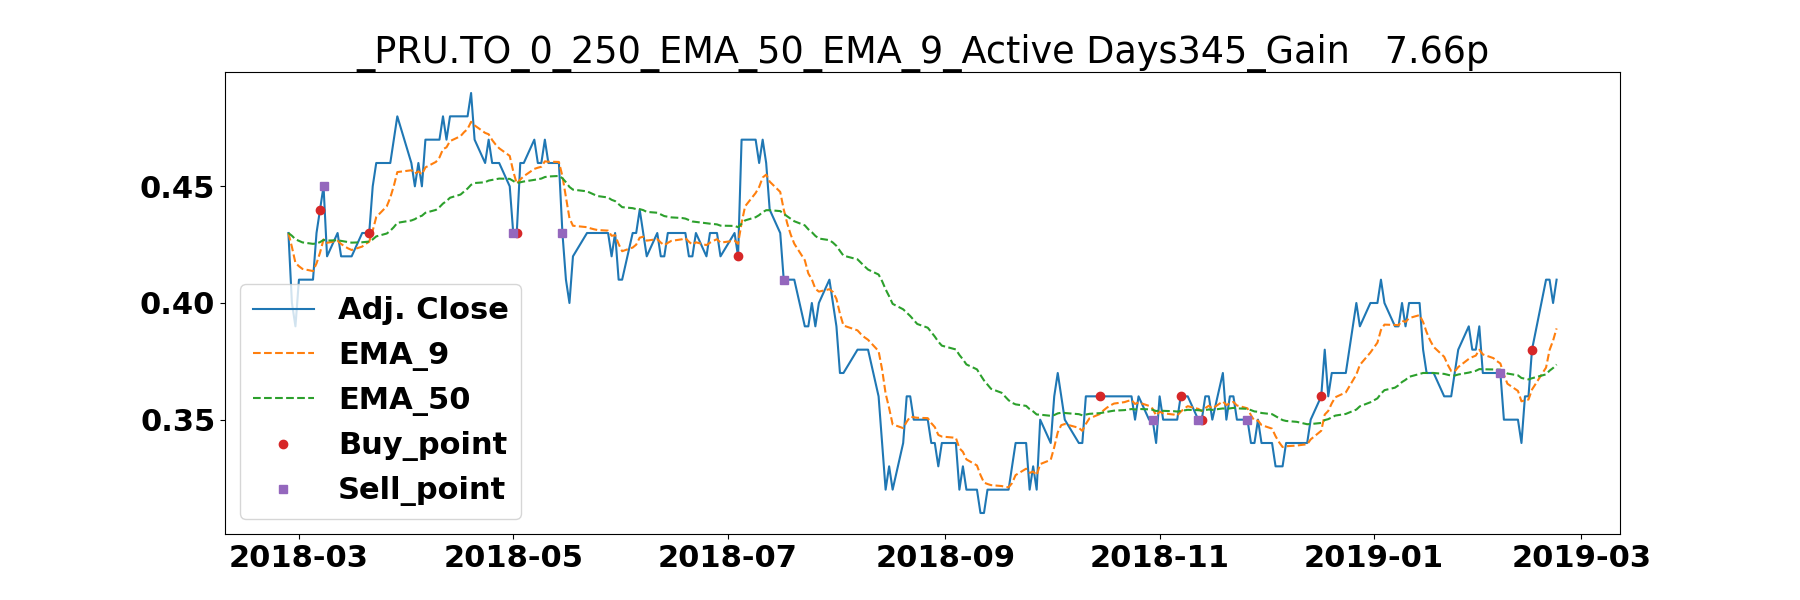 _PRU.TO_0_250_EMA_50_EMA_9_Active Days345_Gain   7.66p
0.45
0.40
0.35
Adj. Close
EMA_9
EMA_50
Buy_point
Sell_point
2018-03 2018-05 2018-07 2018-09 2018-11 2019-01 2019-03